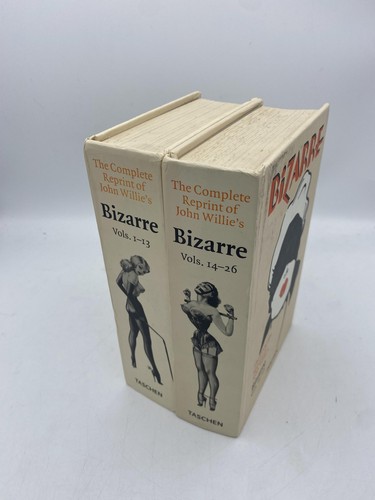 The Complete
Reprint of
John Willie's
Bizarre
Vols. 1–13
TASCHEN
The Complete
Reprint of
John Willie's
Bizarre
Vols. 14–26
TASCHEN
BIZARRE